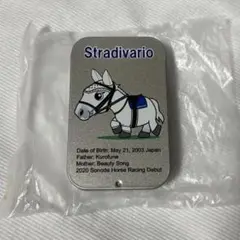 Stradivario
Date of Birth: May 21, 2003 Japan
Father: Kurofune
Mother: Beauty Song
2020 Sonoda Horse Racing Debut